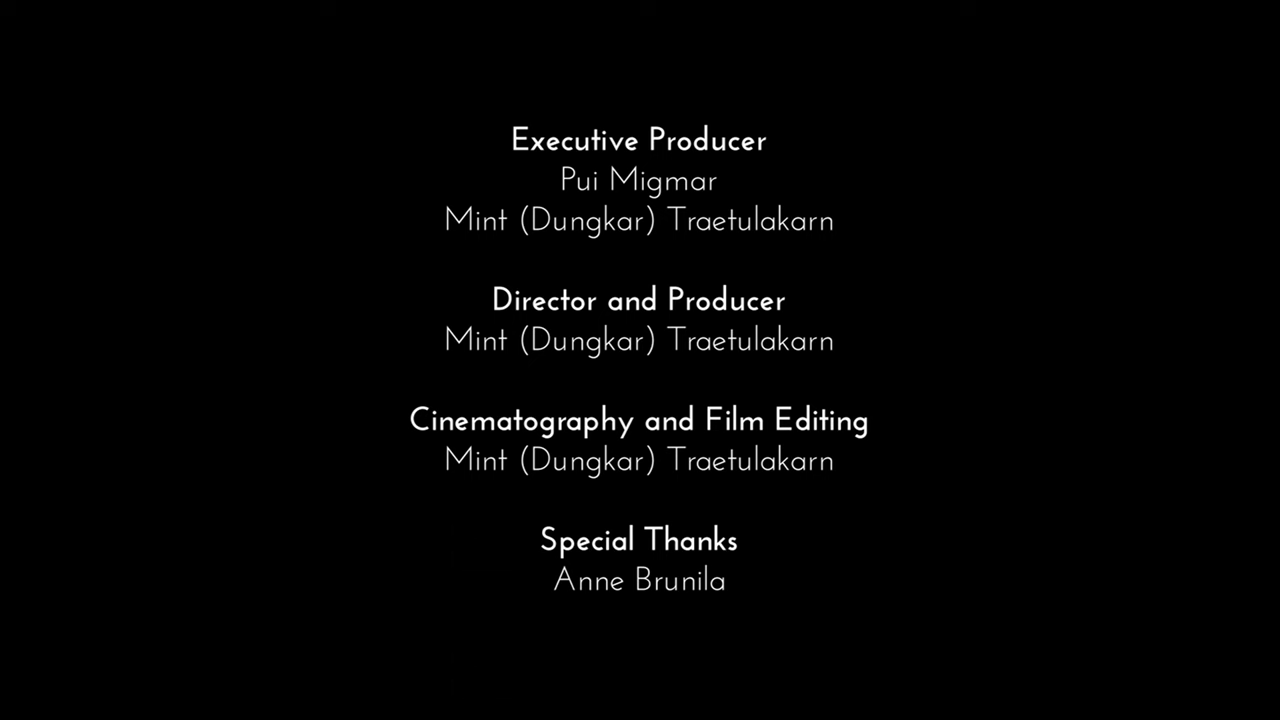 Executive Producer
Pui Migmar
Mint (Dungkar) Traetulakarn
Director and Producer
Mint (Dungkar) Traetulakarn
Cinematography and Film Editing
Mint (Dungkar) Traetulakarn
Special Thanks
Anne Brunila